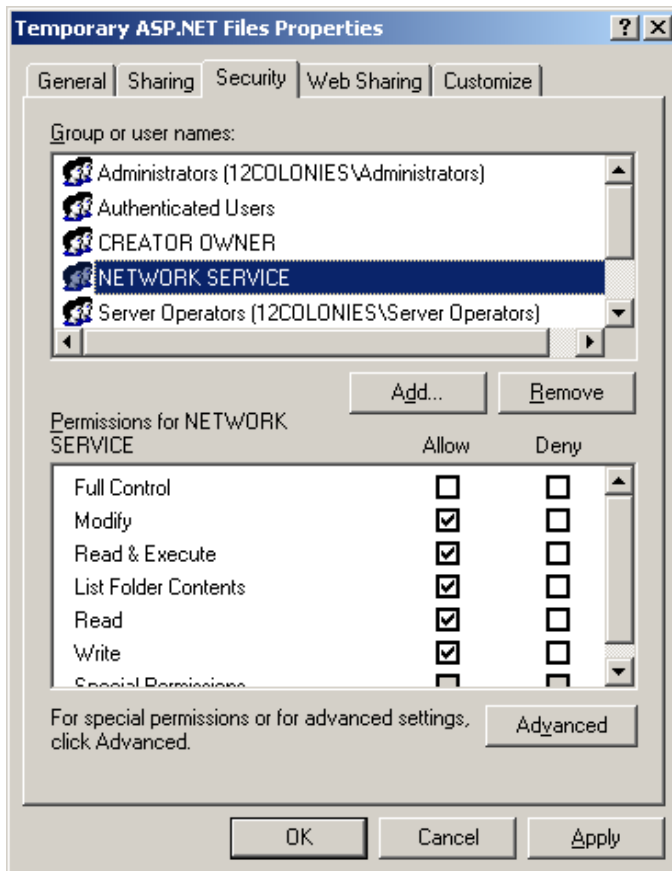 Temporary ASP.NET Files Properties
General Sharing Security Web Sharing Customize
Group or user names:
Administrators (12COLONIES\Administrators)
Authenticated Users
CREATOR OWNER
NETWORK SERVICE
Server Operators (12COLONIES\Server Operators)
Add... Remove
Permissions for NETWORK
SERVICE Allow Deny
Full Control
Modify
Read & Execute
List Folder Contents
Read
Write
Special Permissions
For special permissions or for advanced settings,
click Advanced. Advanced
OK Cancel Apply